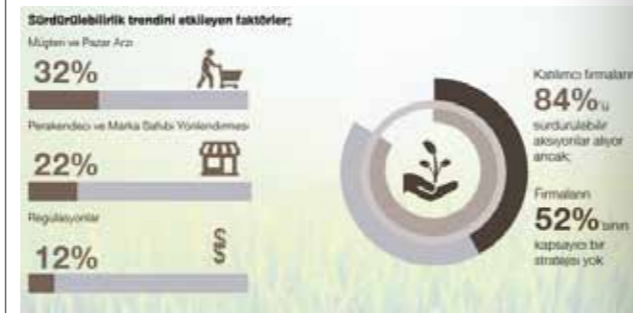 Sürdürülebilirlik trendini etkileyen faktörler;
Müşteri ve Pazar Arzı
32%
Perakendeci ve Marka Sahibi Yönlendirmesi
22%
Regülasyonlar
§
12%
Katılımcı firmaların
84%'ü
sürdürülebilir
aksiyonlar alıyor
ancak;
Firmaların
52%'sinin
kapsayıcı bir
stratejisi yok